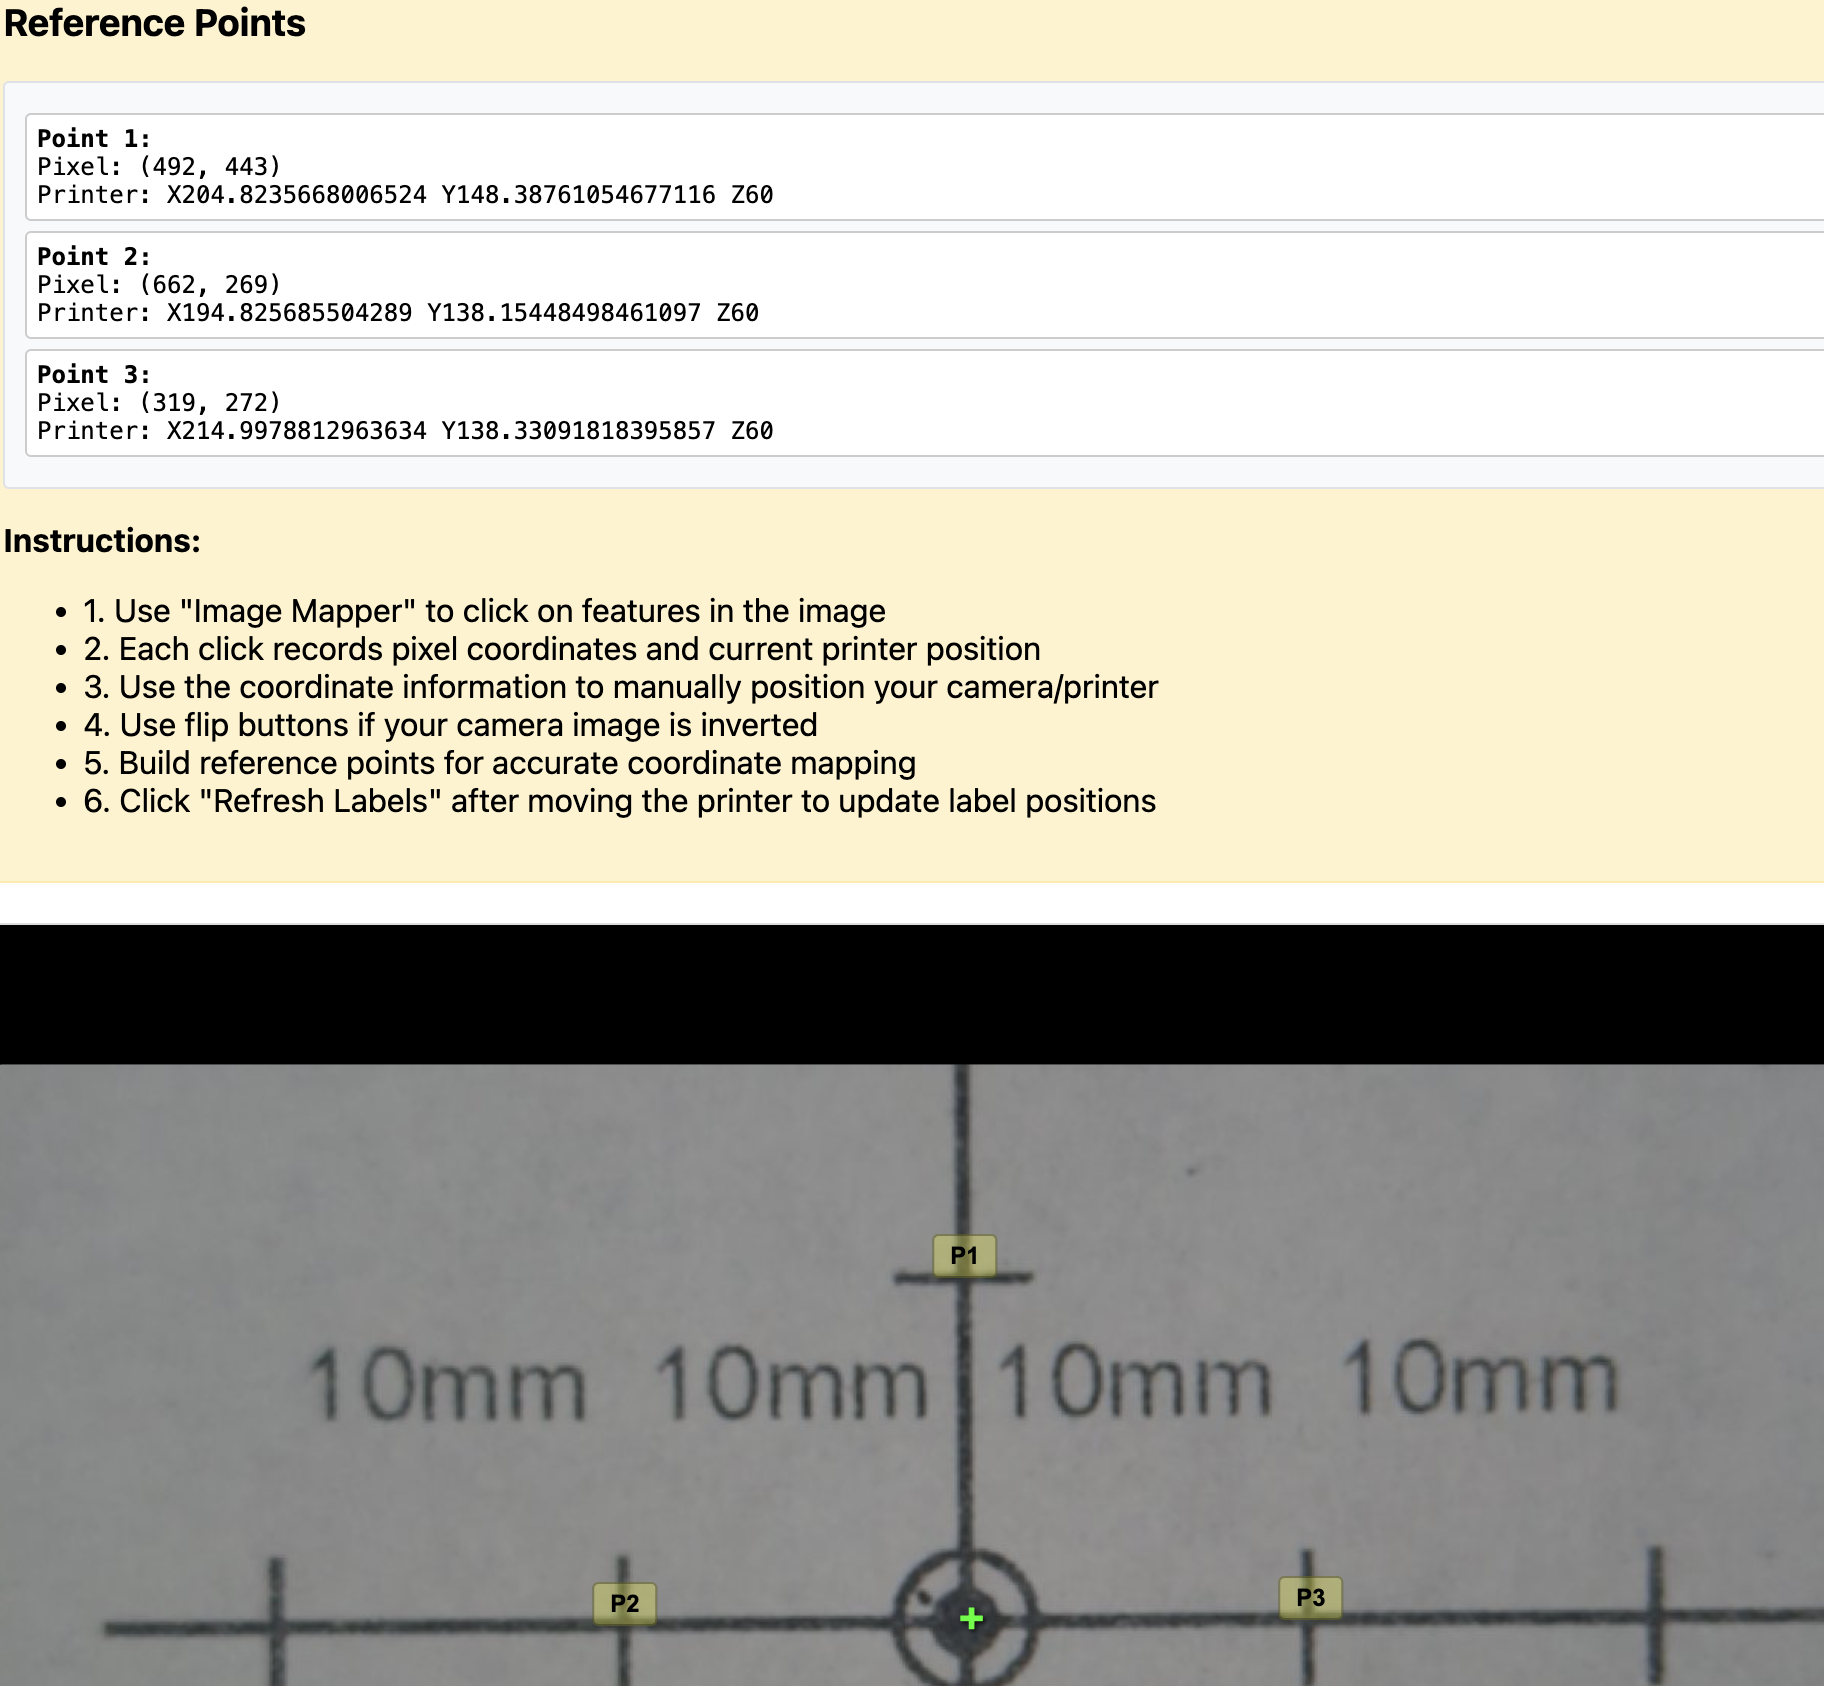 Reference Points
Point 1:
Pixel: (492, 443)
Printer: X204.8235668006524 Y148.38761054677116 Z60
Point 2:
Pixel: (662, 269)
Printer: X194.825685504289 Y138.15448498461097 Z60
Point 3:
Pixel: (319, 272)
Printer: X214.9978812963634 Y138.33091818395857 Z60
Instructions:
• 1. Use "Image Mapper" to click on features in the image
• 2. Each click records pixel coordinates and current printer position
• 3. Use the coordinate information to manually position your camera/printer
• 4. Use flip buttons if your camera image is inverted
• 5. Build reference points for accurate coordinate mapping
• 6. Click "Refresh Labels" after moving the printer to update label positions
P1
10mm 10mm 10mm 10mm
P2 P3